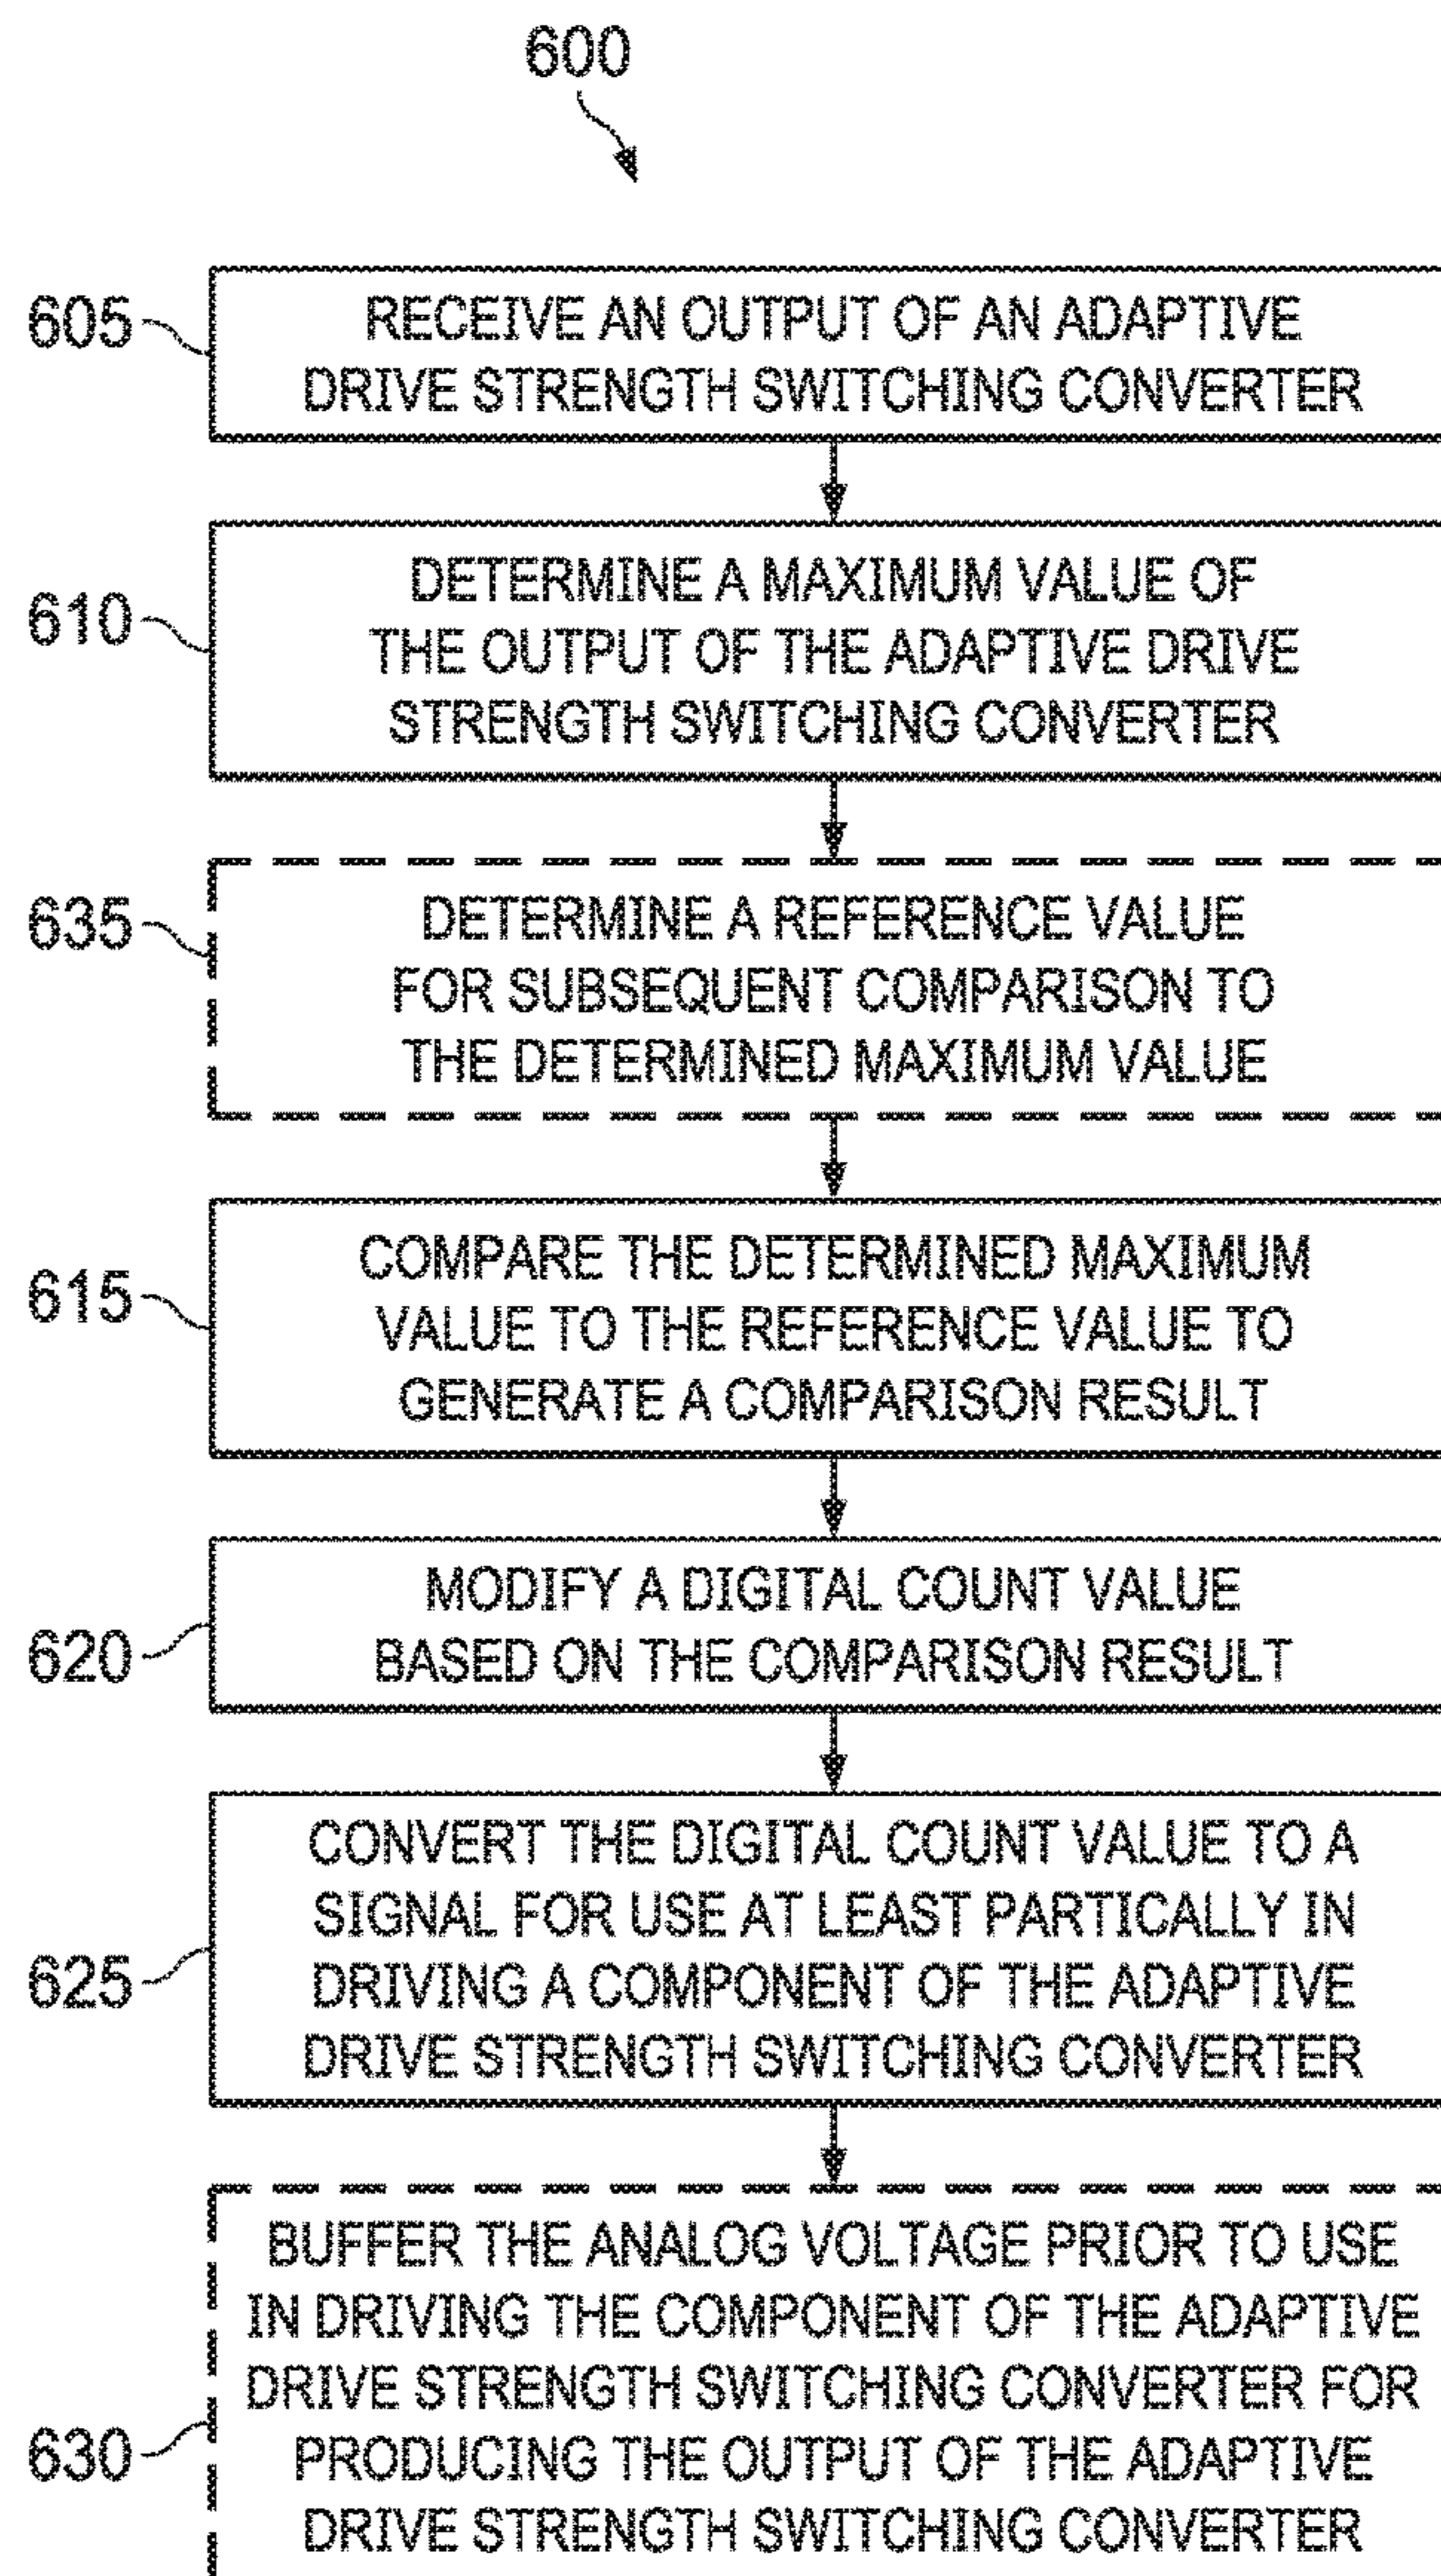 600
605
RECEIVE AN OUTPUT OF AN ADAPTIVE
DRIVE STRENGTH SWITCHING CONVERTER
610
DETERMINE A MAXIMUM VALUE OF
THE OUTPUT OF THE ADAPTIVE DRIVE
STRENGTH SWITCHING CONVERTER
635
DETERMINE A REFERENCE VALUE
FOR SUBSEQUENT COMPARISON TO
THE DETERMINED MAXIMUM VALUE
615
COMPARE THE DETERMINED MAXIMUM
VALUE TO THE REFERENCE VALUE TO
GENERATE A COMPARISON RESULT
620
MODIFY A DIGITAL COUNT VALUE
BASED ON THE COMPARISON RESULT
625
CONVERT THE DIGITAL COUNT VALUE TO A
SIGNAL FOR USE AT LEAST PARTICALLY IN
DRIVING A COMPONENT OF THE ADAPTIVE
DRIVE STRENGTH SWITCHING CONVERTER
630
BUFFER THE ANALOG VOLTAGE PRIOR TO USE
IN DRIVING THE COMPONENT OF THE ADAPTIVE
DRIVE STRENGTH SWITCHING CONVERTER FOR
PRODUCING THE OUTPUT OF THE ADAPTIVE
DRIVE STRENGTH SWITCHING CONVERTER